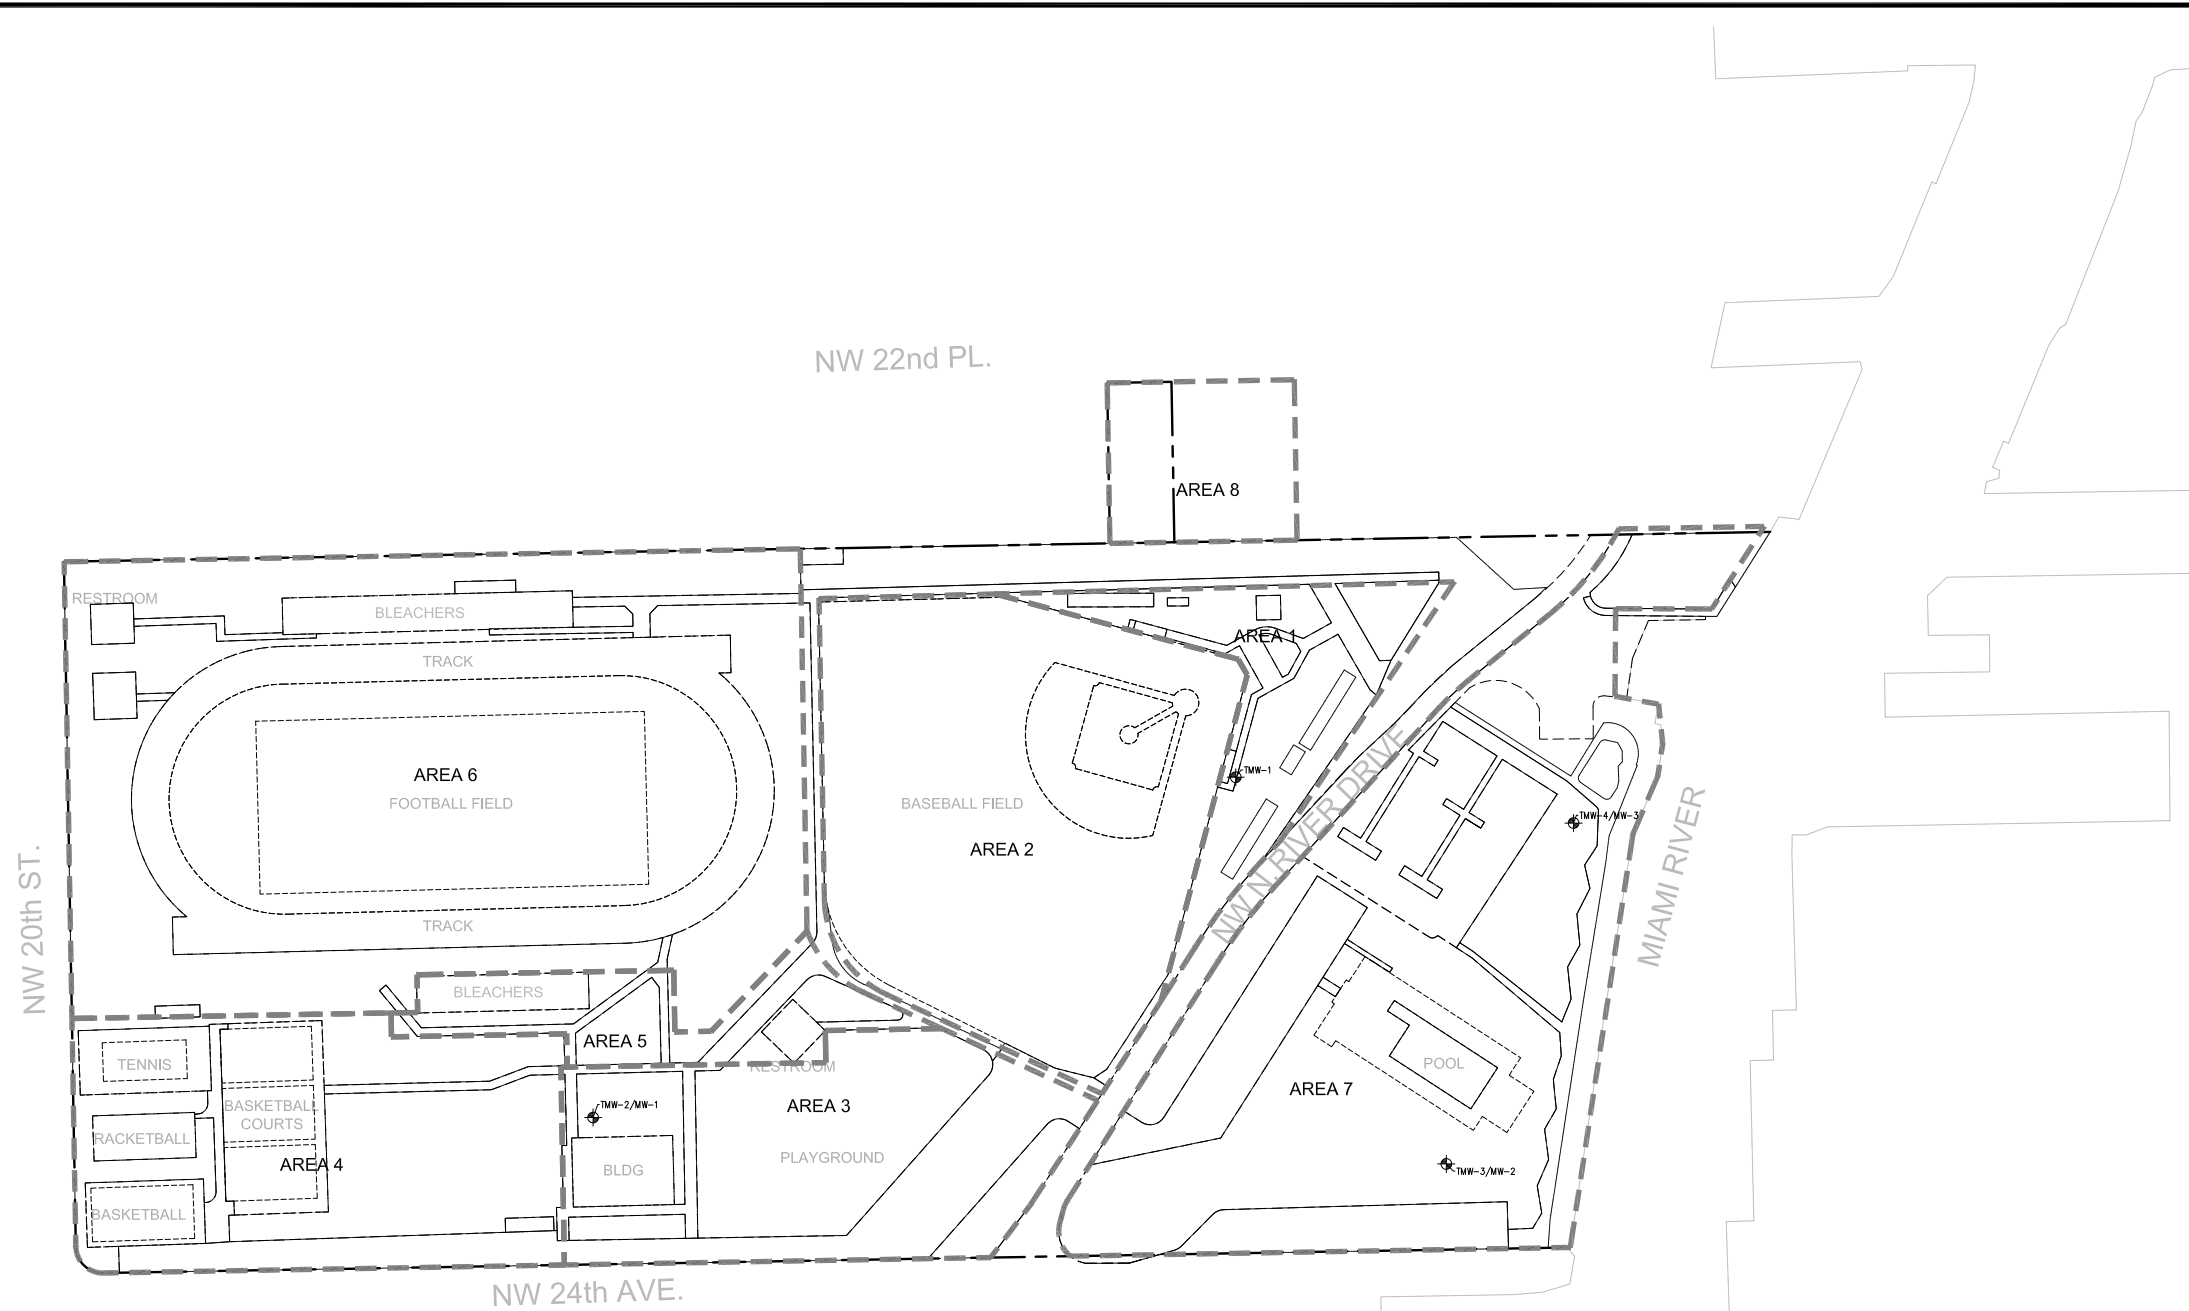 NW 22nd PL.
AREA 8
RESTROOM
BLEACHERS
AREA 1
TRACK
AREA 6
FOOTBALL FIELD
BASEBALL FIELD
AREA 2
TMW-1
NW N. RIVER DRIVE
TMW-4/MW-3
MIAMI RIVER
NW 20th ST.
TRACK
BLEACHERS
AREA 5
TENNIS
RESTROOM
POOL
AREA 7
BASKETBALL
COURTS
TMW-2/MW-1
AREA 3
RACKETBALL
AREA 4
BLDG
PLAYGROUND
TMW-3/MW-2
BASKETBALL
NW 24th AVE.